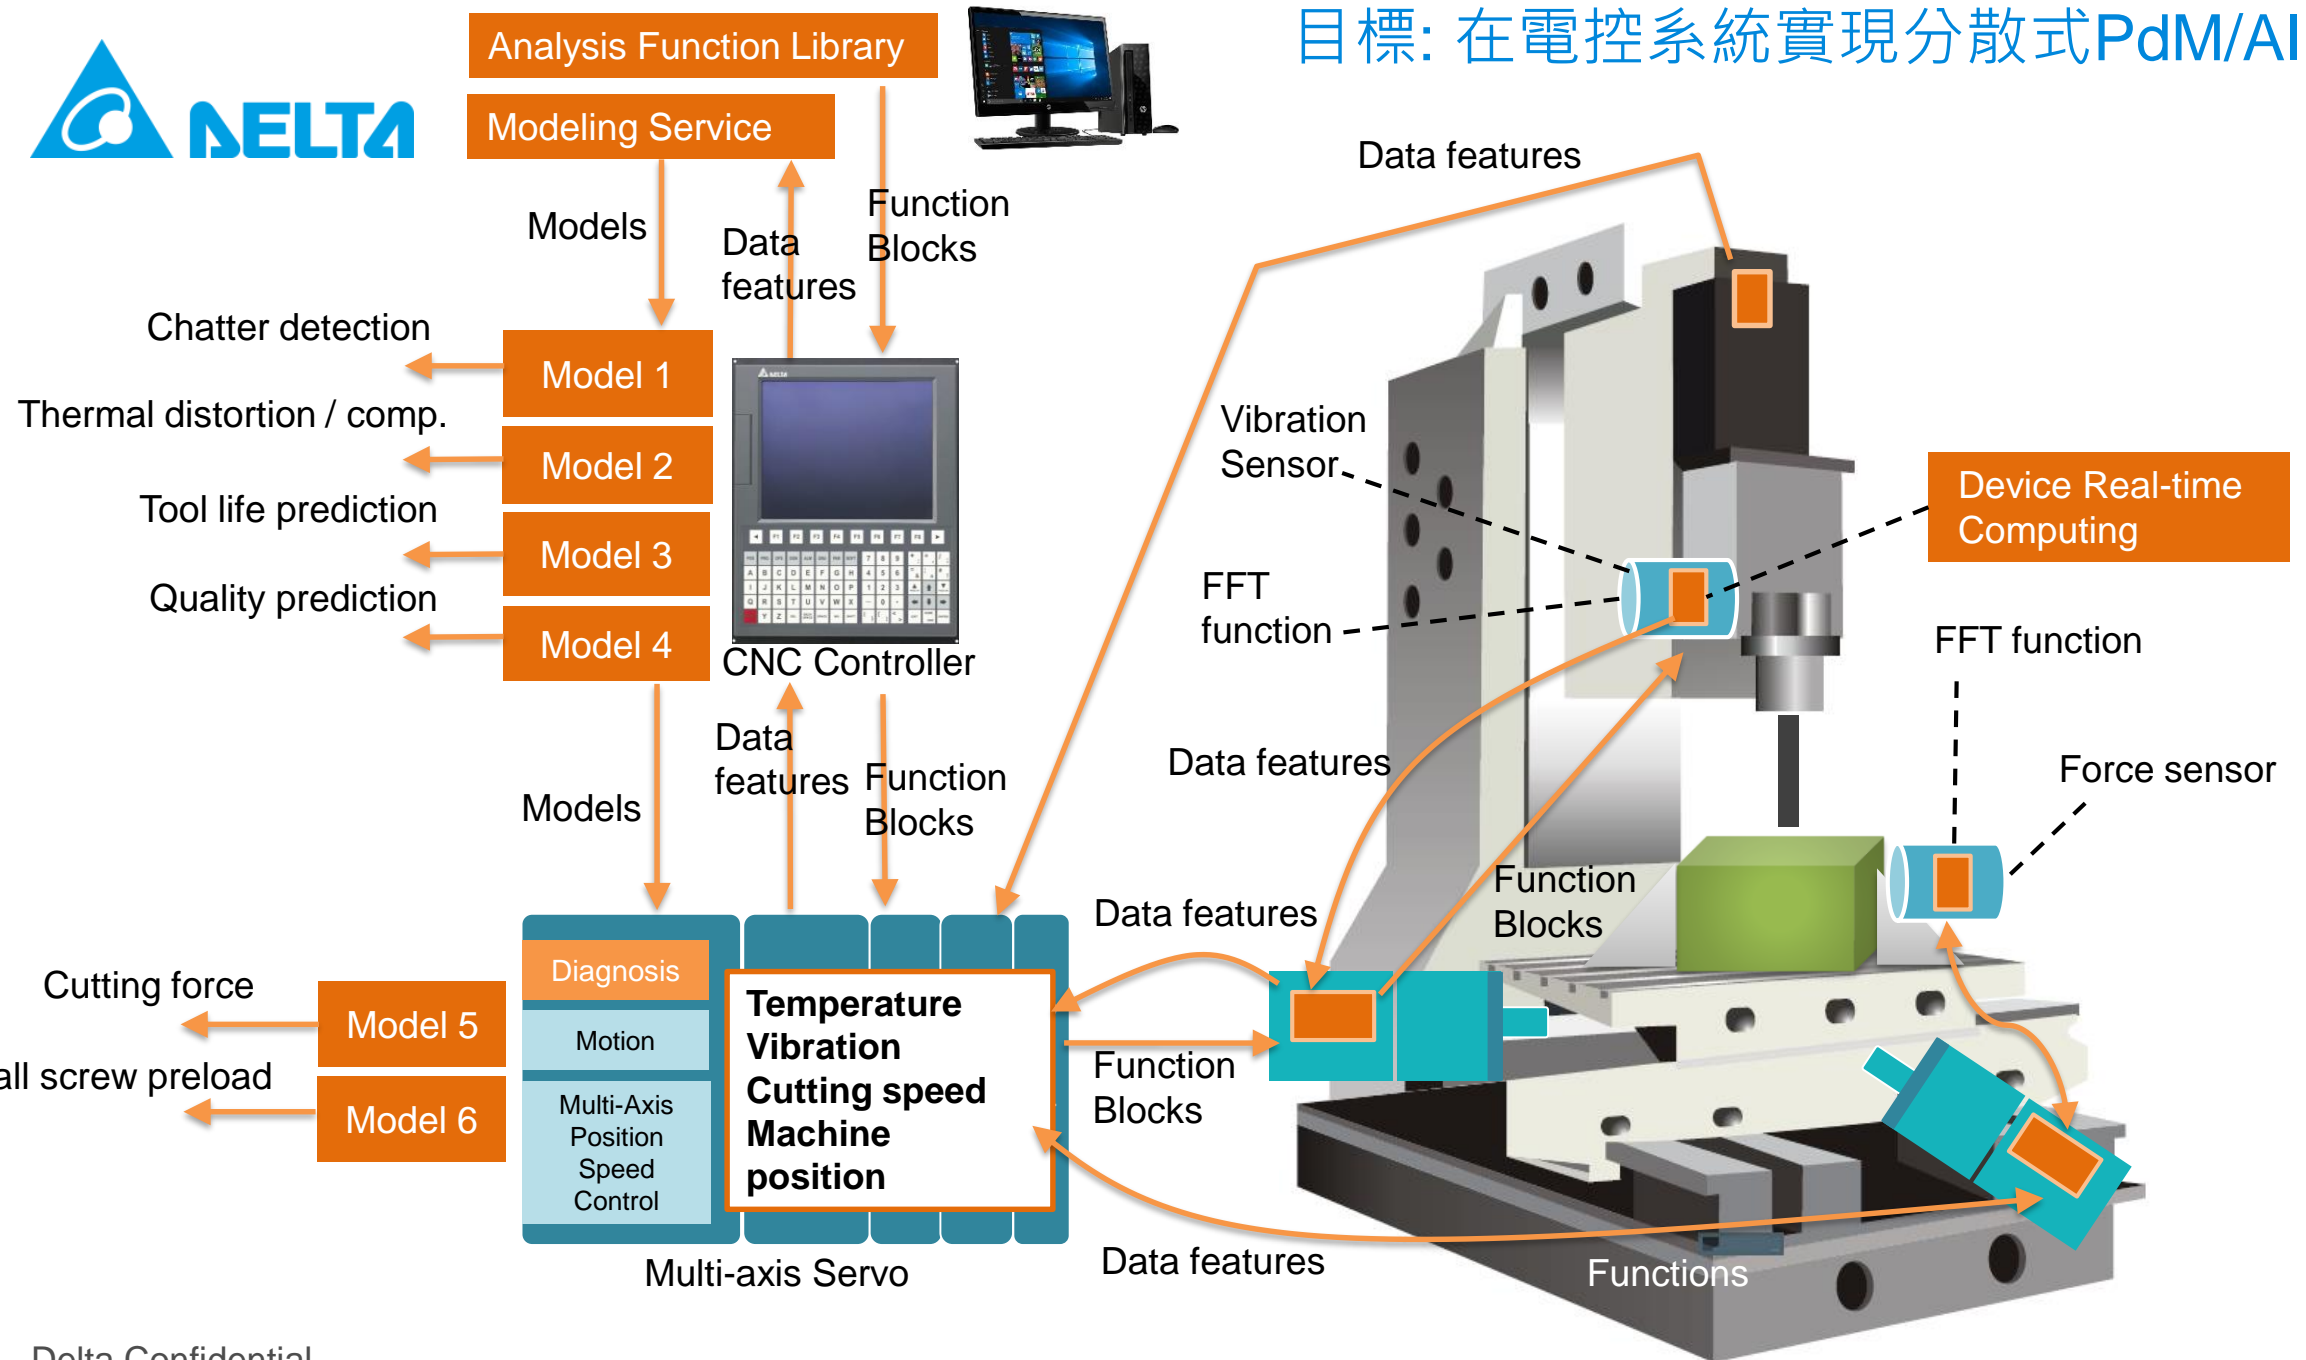 目標: 在電控系統實現分散式PdM/AI
DELTA
Analysis Function Library
Modeling Service
Models
Data
features
Function
Blocks
Data features
Chatter detection
Model 1
Thermal distortion / comp.
Model 2
Tool life prediction
Model 3
Quality prediction
Model 4
CNC Controller
Vibration
Sensor
FFT
function
Device Real-time
Computing
FFT function
Force sensor
Models
Data
features
Function
Blocks
Data features
Function
Blocks
Data features
Function
Blocks
Cutting force
Model 5
all screw preload
Model 6
Diagnosis
Motion
Multi-Axis
Position
Speed
Control
Temperature
Vibration
Cutting speed
Machine
position
Multi-axis Servo
Data features
Functions
Delta Confidential